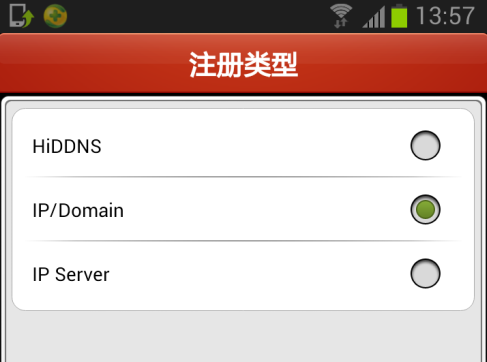 13:57
注册类型
HiDDNS
IP/Domain
IP Server